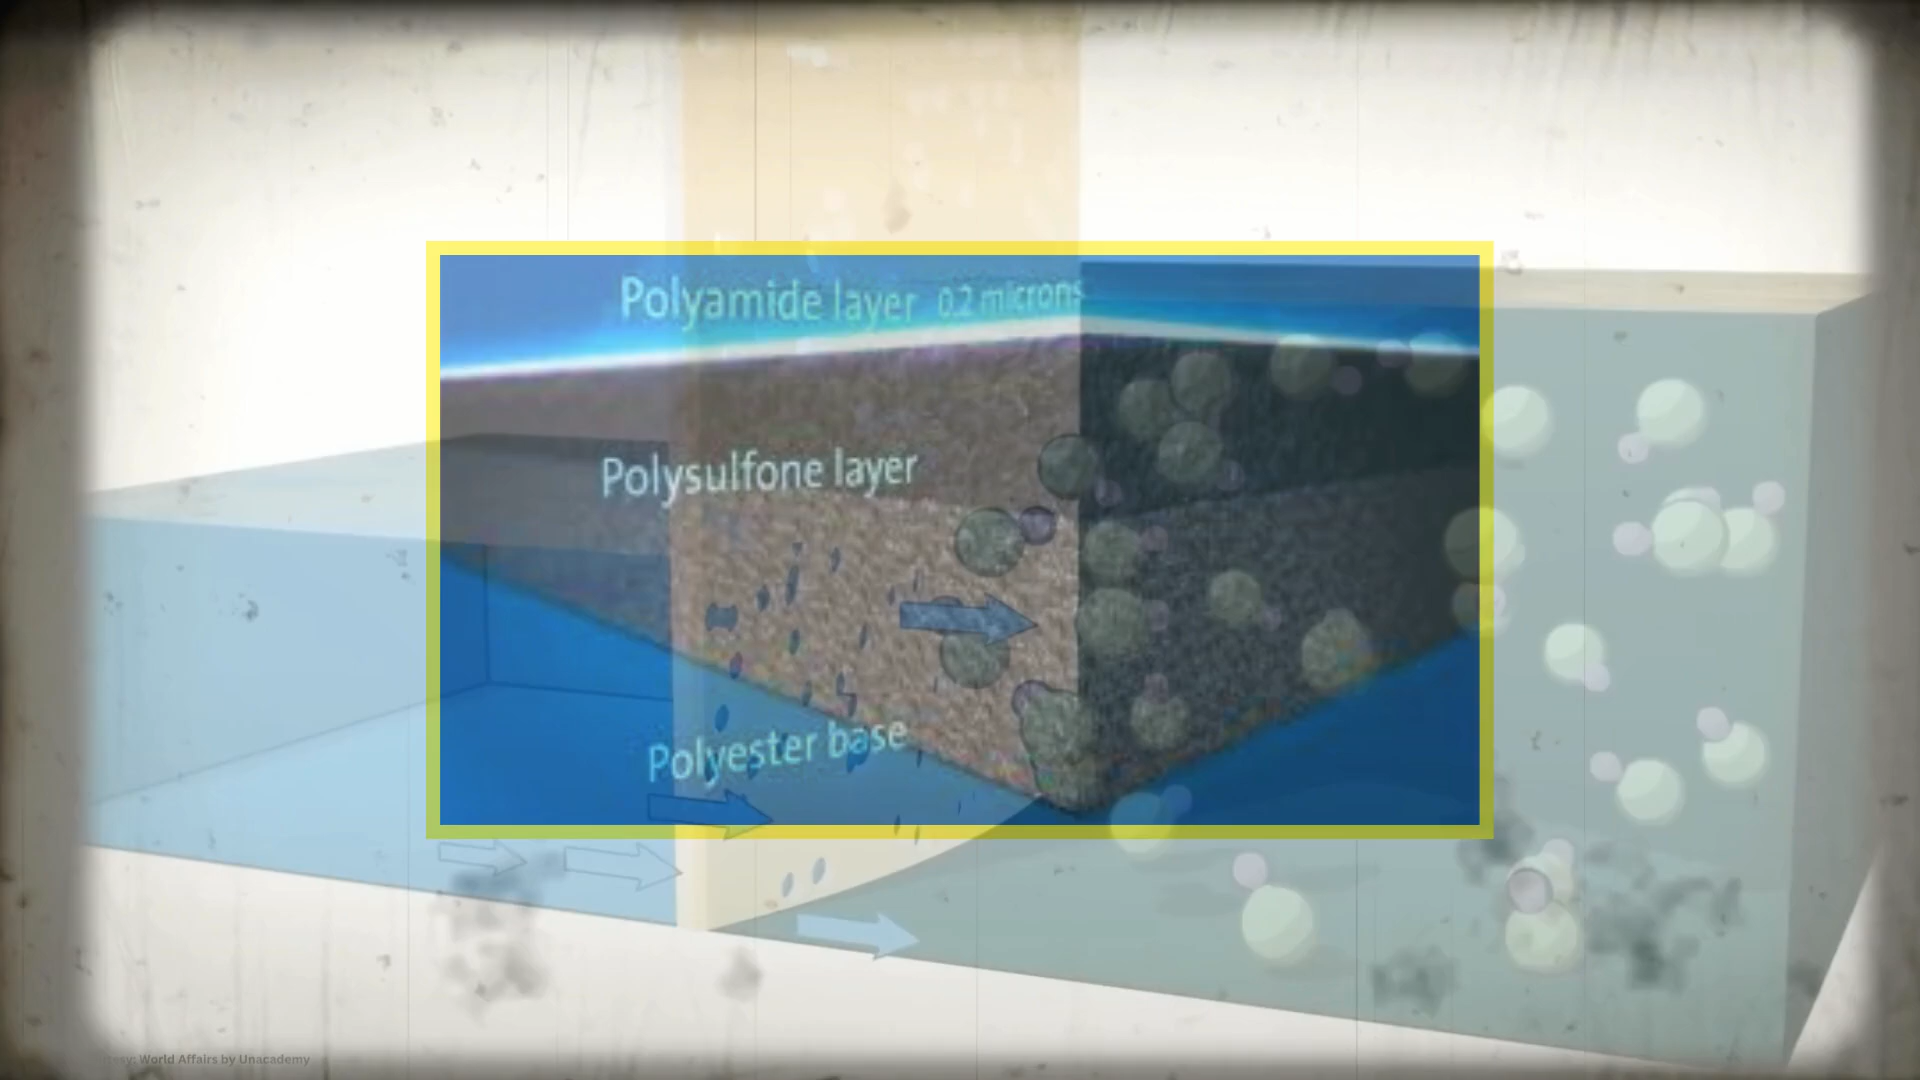 Polyamide layer 0.2 microns
Polysulfone layer
Polyester base
World Affairs by Unacademy